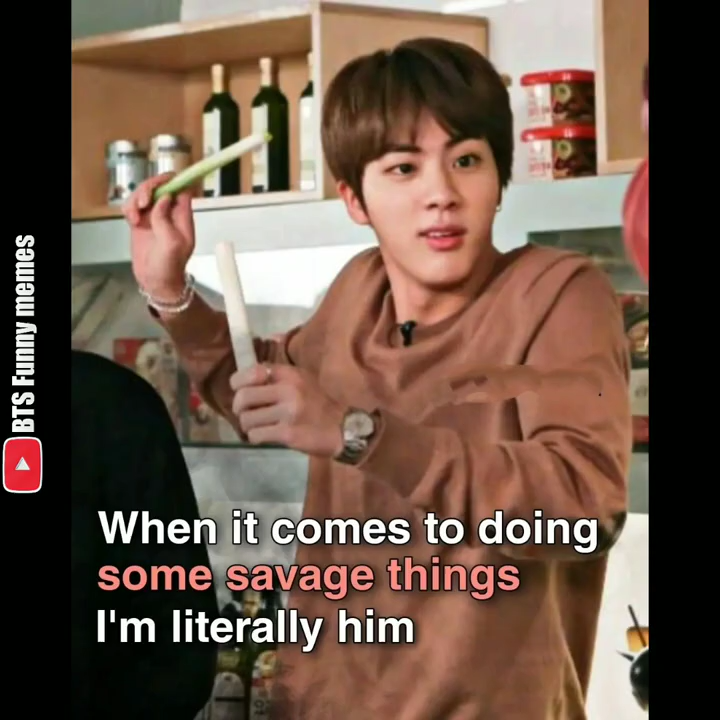 BTS Funny memes
When it comes to doing
some savage things
I'm literally him